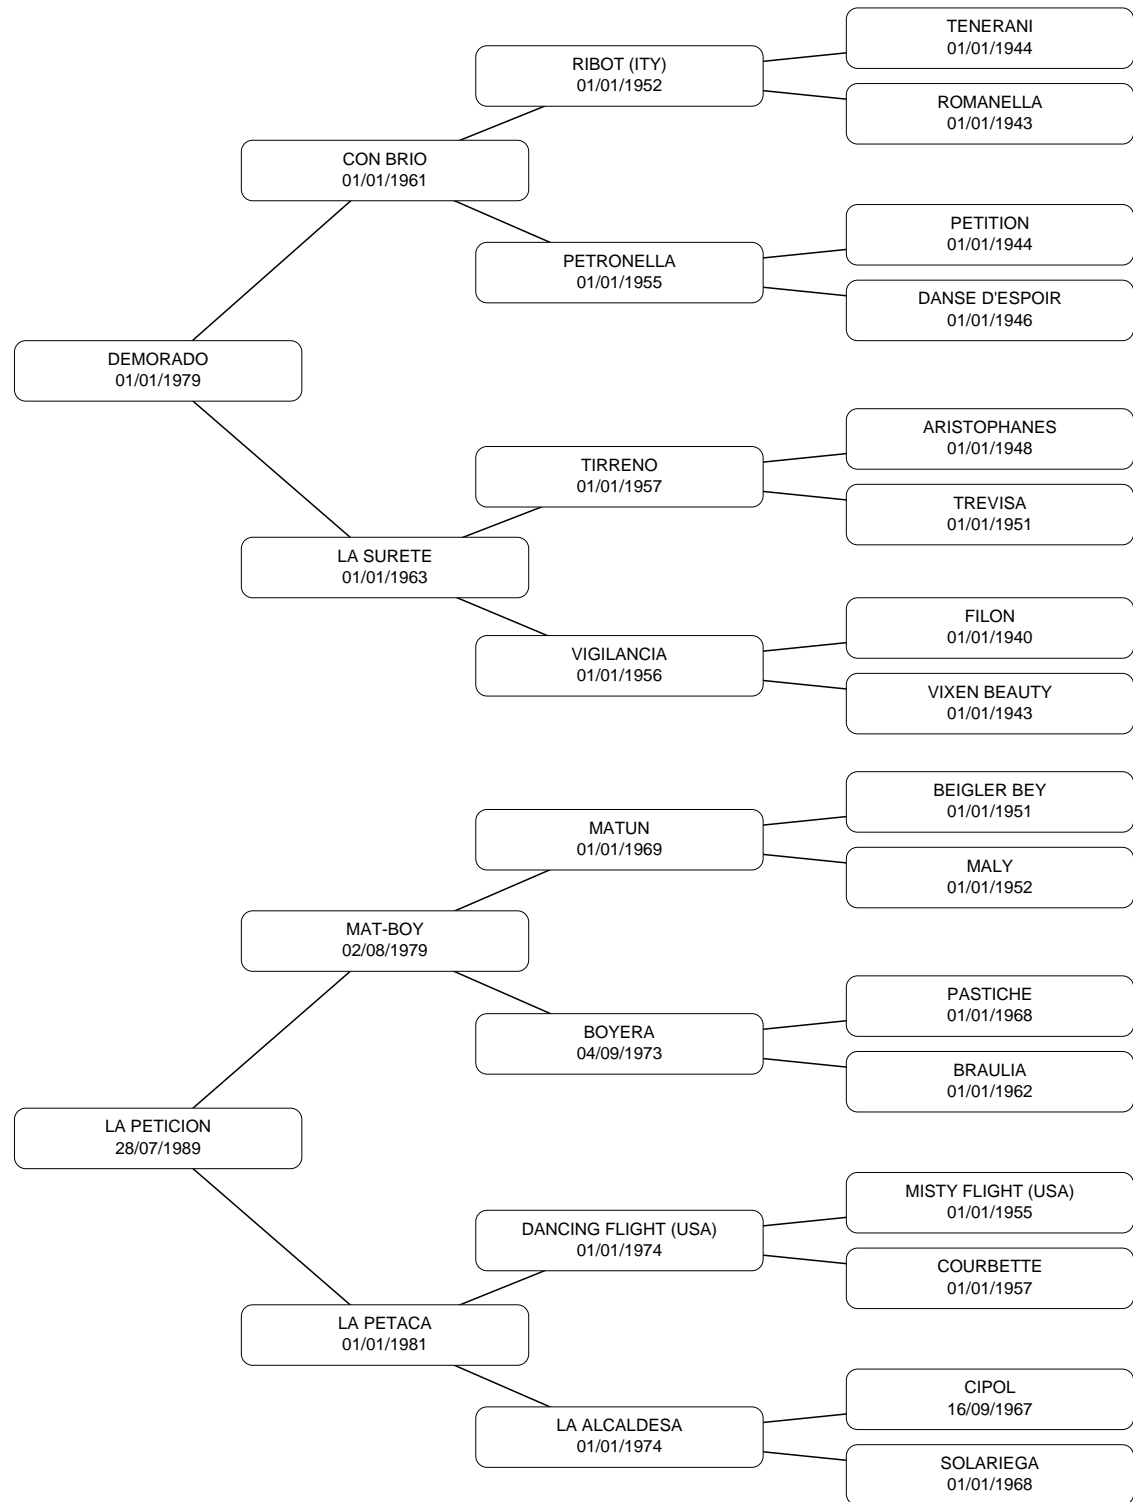 TENERANI
01/01/1944
RIBOT (ITY)
01/01/1952
ROMANELLA
01/01/1943
CON BRIO
01/01/1961
PETITION
01/01/1944
PETRONELLA
01/01/1955
DANSE D'ESPOIR
01/01/1946
DEMORADO
01/01/1979
ARISTOPHANES
01/01/1948
TIRRENO
01/01/1957
TREVISA
01/01/1951
LA SURETE
01/01/1963
FILON
01/01/1940
VIGILANCIA
01/01/1956
VIXEN BEAUTY
01/01/1943
BEIGLER BEY
01/01/1951
MATUN
01/01/1969
MALY
01/01/1952
MAT-BOY
02/08/1979
PASTICHE
01/01/1968
BOYERA
04/09/1973
BRAULIA
01/01/1962
LA PETICION
28/07/1989
MISTY FLIGHT (USA)
01/01/1955
DANCING FLIGHT (USA)
01/01/1974
COURBETTE
01/01/1957
LA PETACA
01/01/1981
CIPOL
16/09/1967
LA ALCALDESA
01/01/1974
SOLARIEGA
01/01/1968